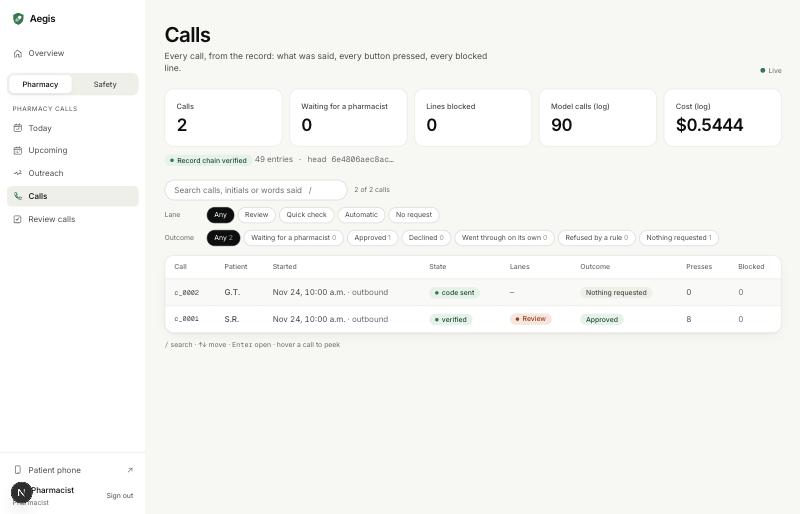 Aegis
Overview
Pharmacy Safety
PHARMACY CALLS
Today
Upcoming
Outreach
Calls
Review calls
Patient phone
N
Pharmacist
Sign out
Calls
Every call, from the record: what was said, every button pressed, every blocked
line.
Live
Calls
2
Waiting for a pharmacist
0
Lines blocked
0
Model calls (log)
90
Cost (log)
$0.5444
Record chain verified 49 entries · head 6e4806aec8ac…
Search calls, initials or words said / 2 of 2 calls
Lane Any Review Quick check Automatic No request
Outcome Any 2 Waiting for a pharmacist 0 Approved 1 Declined 0 Went through on its own 0 Refused by a rule 0 Nothing requested 1
Call Patient Started State Lanes Outcome Presses Blocked
c_0002 G.T. Nov 24, 10:00 a.m. · outbound code sent – Nothing requested 0 0
c_0001 S.R. Nov 24, 10:00 a.m. · outbound verified Review Approved 8 0
/ search · ↑↓ move · Enter open · hover a call to peek